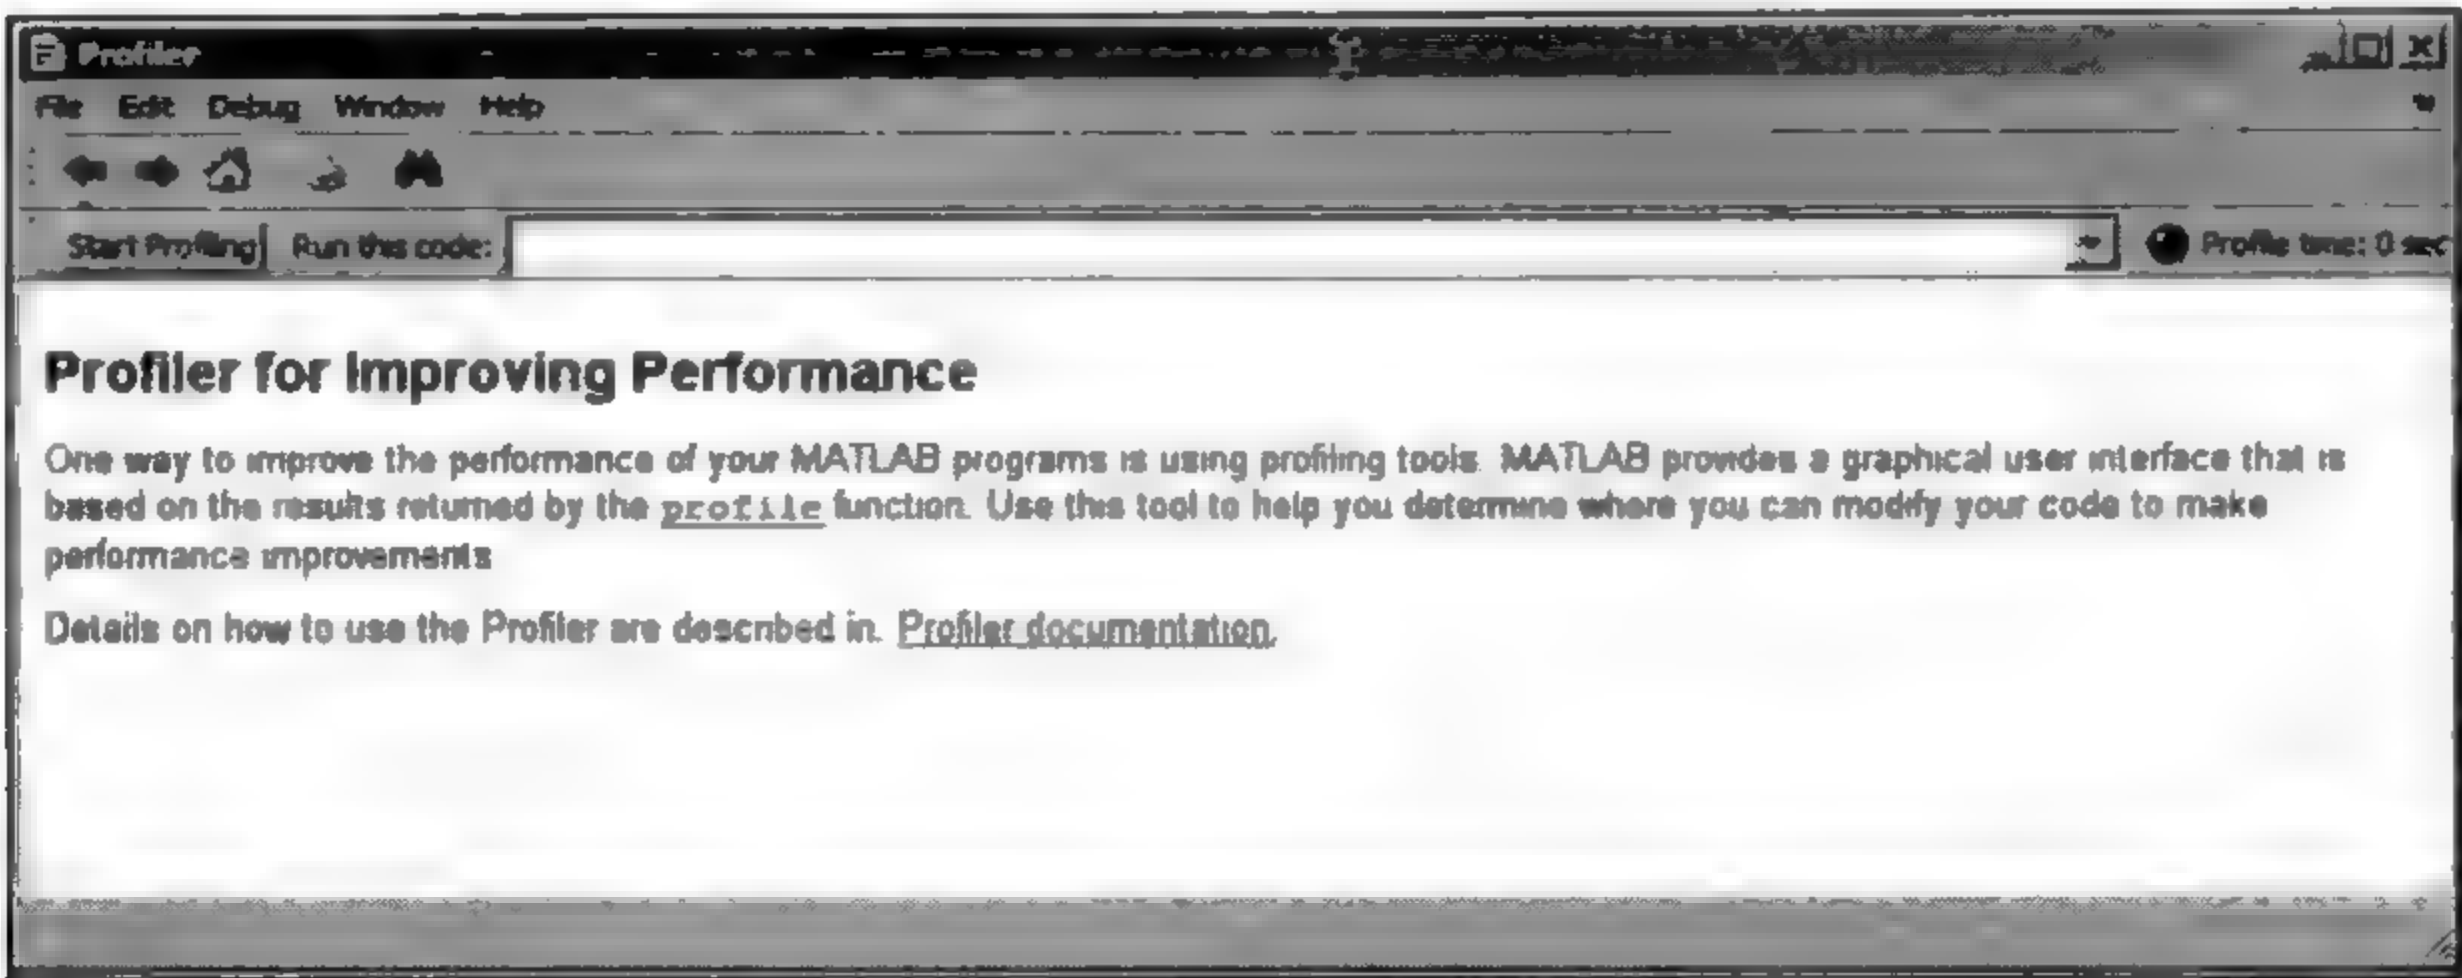 Profiler
File Edit Debug Window Help
Start Profiling Run this code: Profile time: 0 sec
Profiler for Improving Performance
One way to improve the performance of your MATLAB programs is using profiling tools. MATLAB provides a graphical user interface that is
based on the results returned by the profile function. Use this tool to help you determine where you can modify your code to make
performance improvements
Details on how to use the Profiler are described in. Profiler documentation.